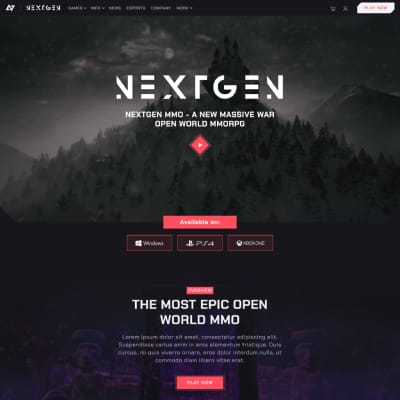 NEXTGEN GAMES INFO NEWS ESPORTS COMPANY MORE PLAY NOW
NEXTGEN
NEXTGEN MMO - A NEW MASSIVE WAR
OPEN WORLD MMORPG
Available on:
Windows PS4 XBOX ONE
OVERVIEW
THE MOST EPIC OPEN
WORLD MMO
Lorem ipsum dolor sit amet, consectetur adipiscing elit.
Suspendisse varius enim in eros elementum tristique. Duis
cursus, mi quis viverra ornare, eros dolor interdum nulla, ut
commodo diam libero vitae erat.
PLAY NOW